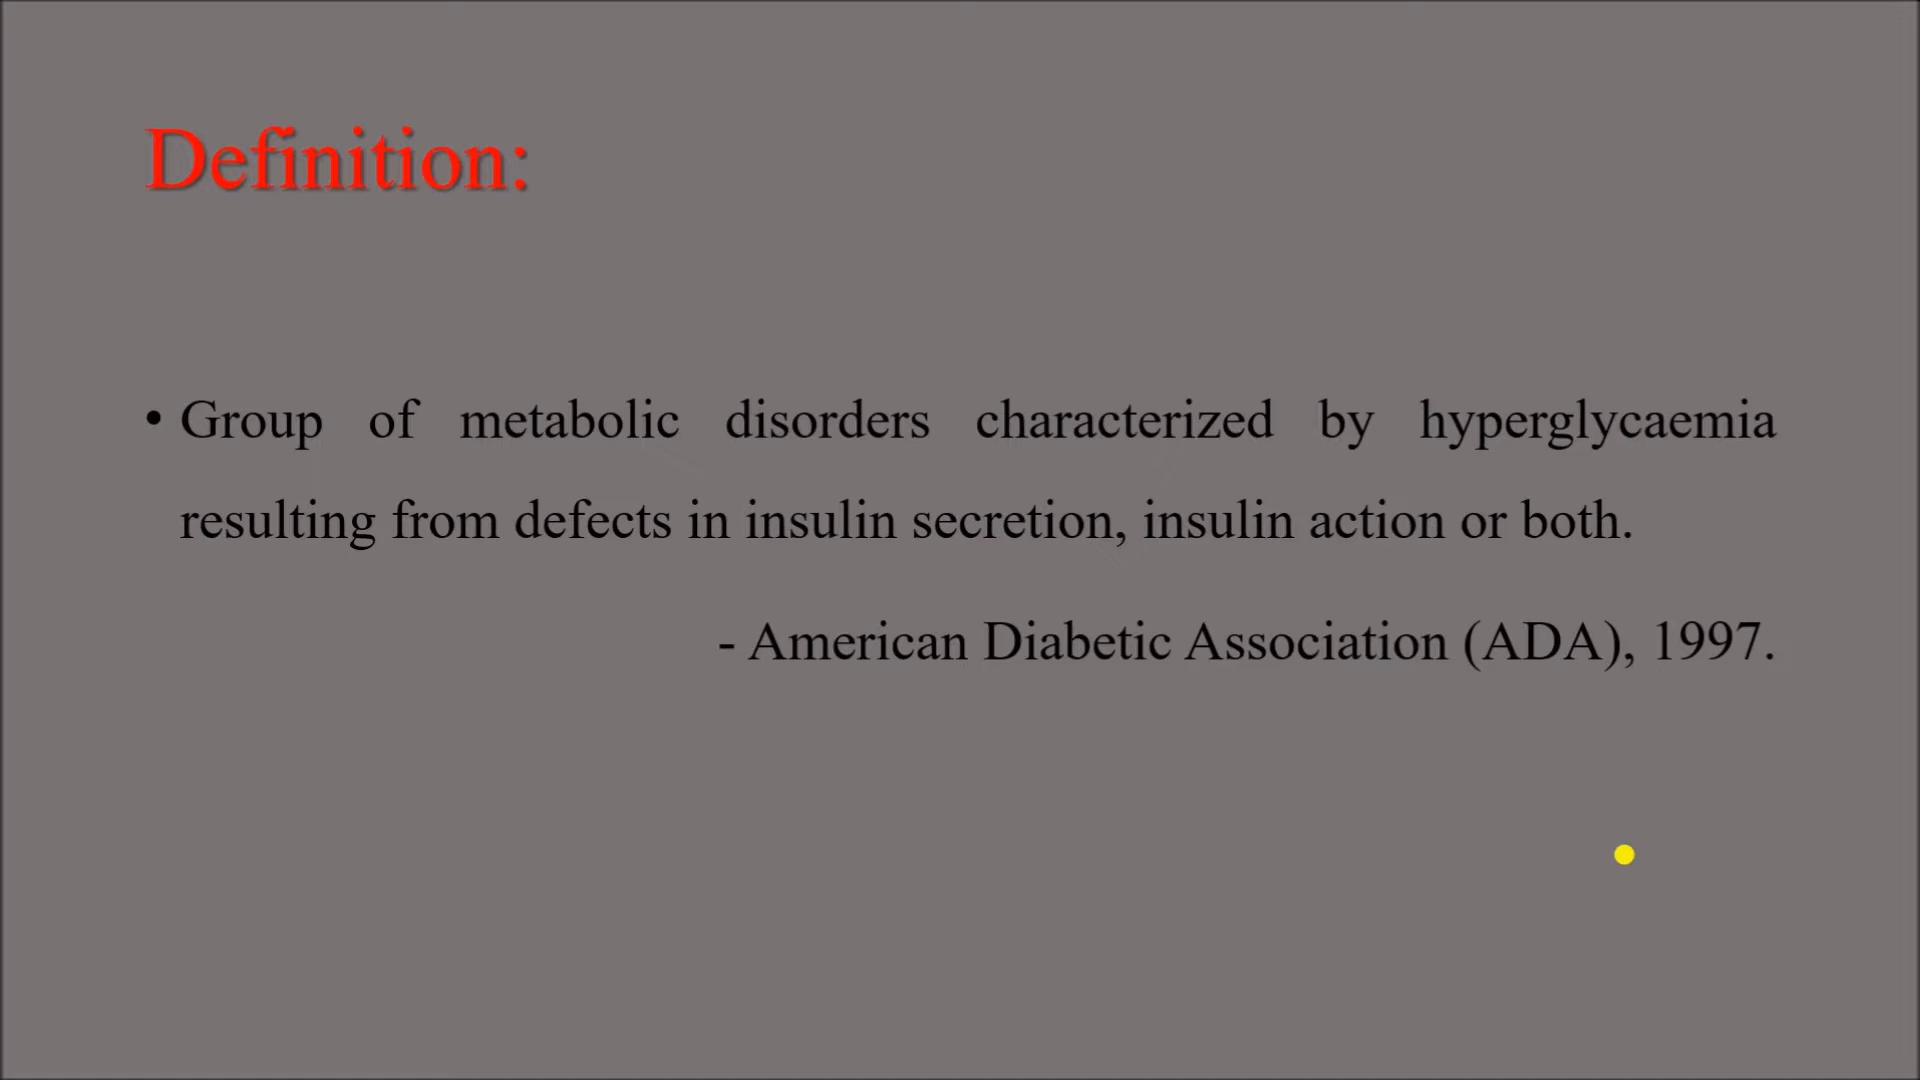 Definition:
• Group of metabolic disorders characterized by hyperglycaemia
resulting from defects in insulin secretion, insulin action or both.
- American Diabetic Association (ADA), 1997.